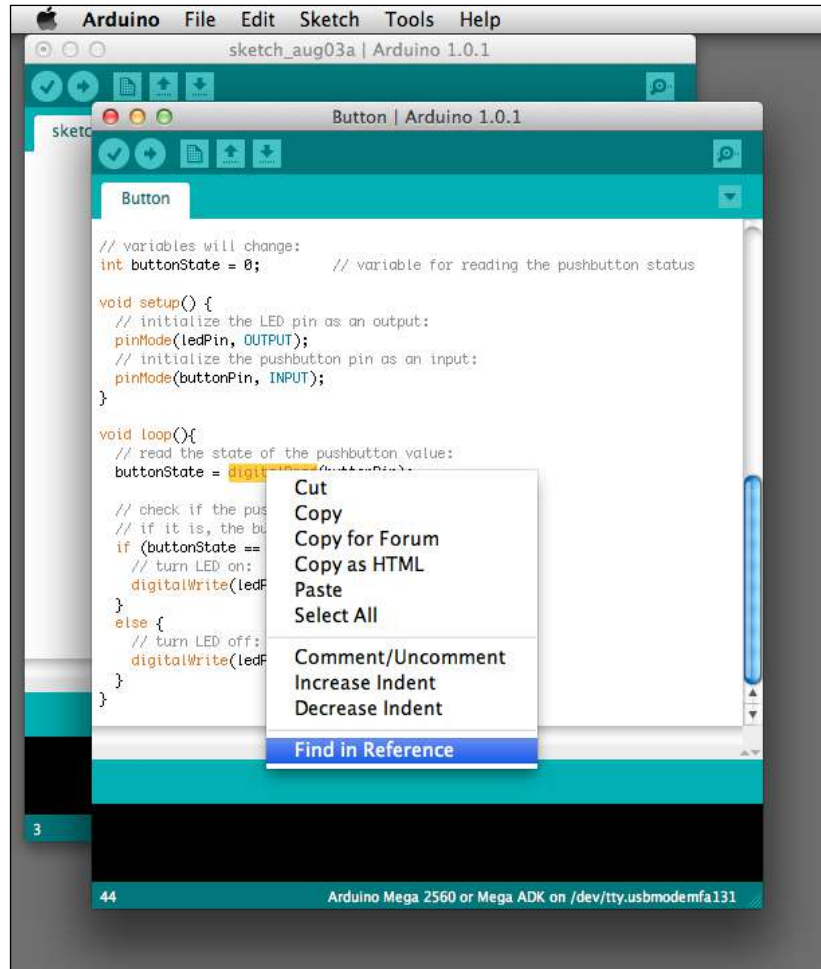 Arduino File Edit Sketch Tools Help
sketch_aug03a | Arduino 1.0.1
Button | Arduino 1.0.1
Button
// variables will change:
int buttonState = 0; // variable for reading the pushbutton status
void setup() {
// initialize the LED pin as an output:
pinMode(ledPin, OUTPUT);
// initialize the pushbutton pin as an input:
pinMode(buttonPin, INPUT);
}
void loop(){
// read the state of the pushbutton value:
buttonState = digitalRead(buttonPin);
// check if the pus
// if it is, the bu
if (buttonState ==
// turn LED on:
digitalWrite(ledP
}
else {
// turn LED off:
digitalWrite(ledP
}
}
Cut
Copy
Copy for Forum
Copy as HTML
Paste
Select All
Comment/Uncomment
Increase Indent
Decrease Indent
Find in Reference
3
44 Arduino Mega 2560 or Mega ADK on /dev/tty.usbmodemfa131